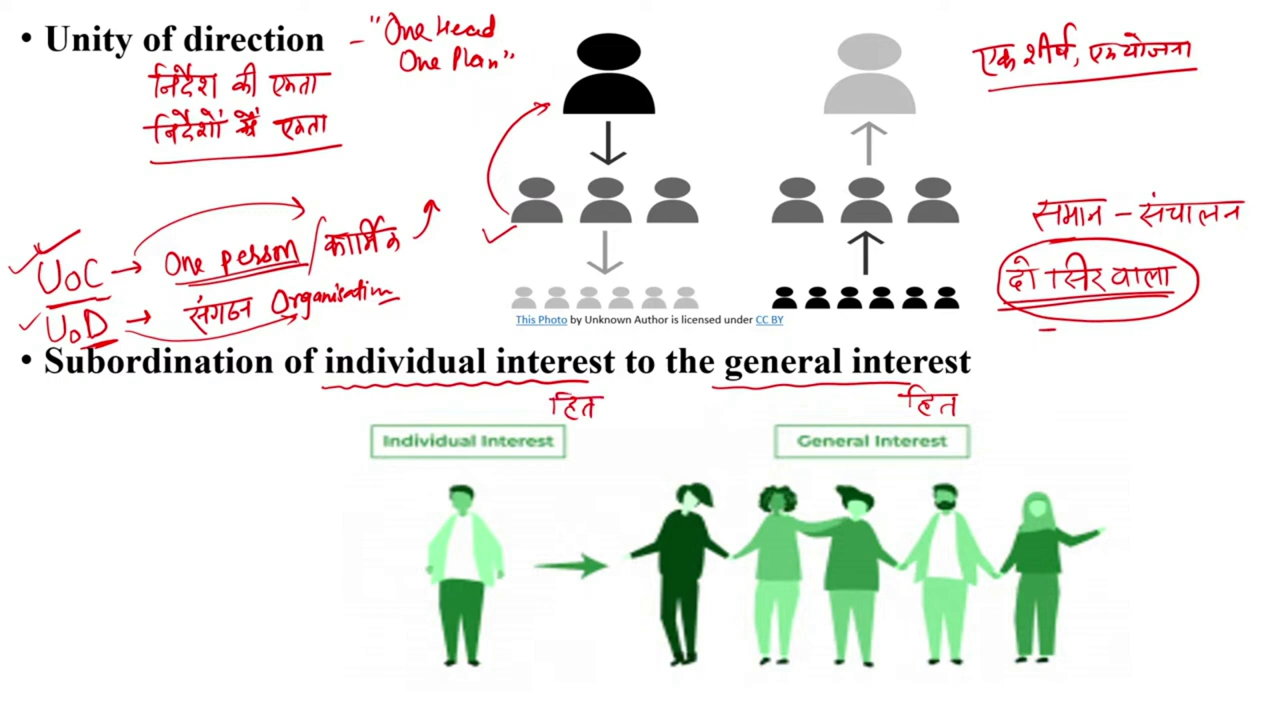 • Unity of direction - "One Head
One Plan"
एक शीर्ष, एक योजना
निर्देश की एकता
निर्देशों में एकता
समान - संचालन
दो सिर वाला
UOC → One person / कार्मिक
UOD → संगठन Organisation
This Photo by Unknown Author is licensed under CC BY
• Subordination of individual interest to the general interest
हित हित
Individual Interest General Interest